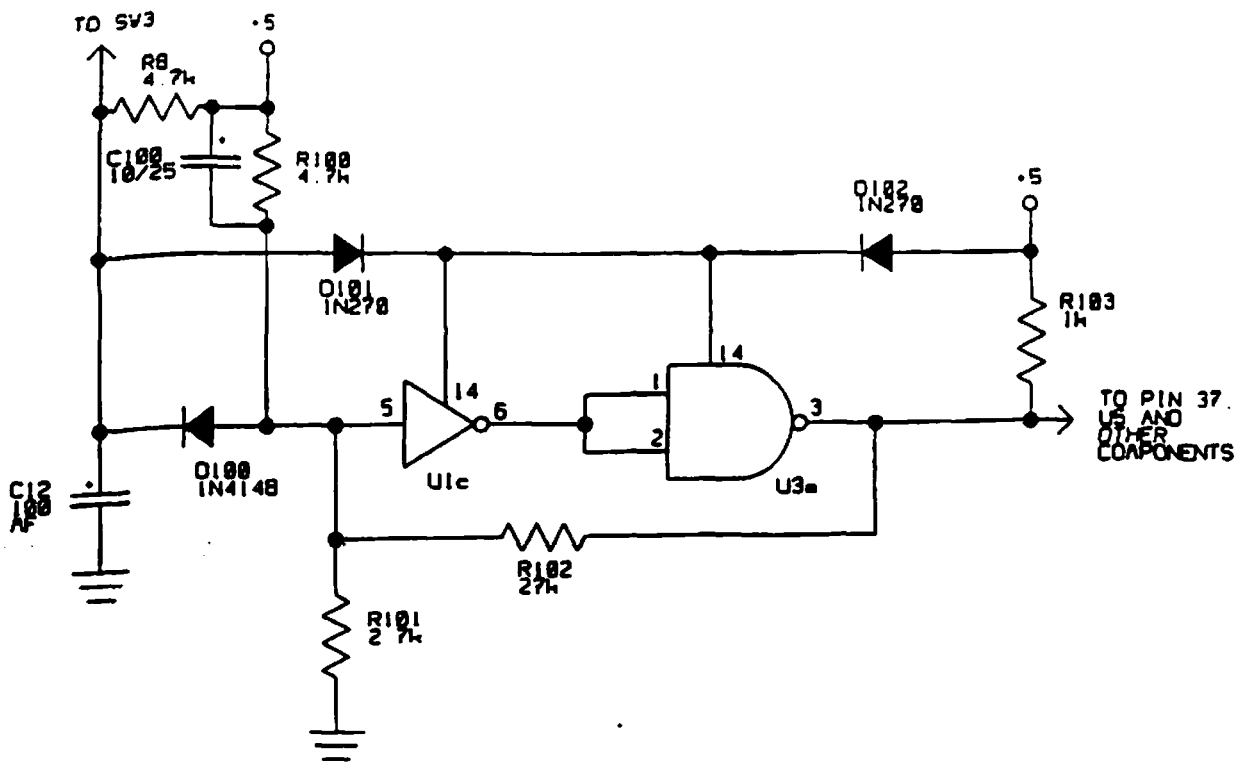 TO SW3
+5
R8
4.7k
C100
10/25
+
R100
4.7k
D102
1N270
+5
D101
1N270
R103
1k
14
14
5
6
1
2
3
TO PIN 37
U5 AND
OTHER
COMPONENTS
D100
1N4148
U1c
U3a
C12
100
+
R102
27k
R101
2.7k